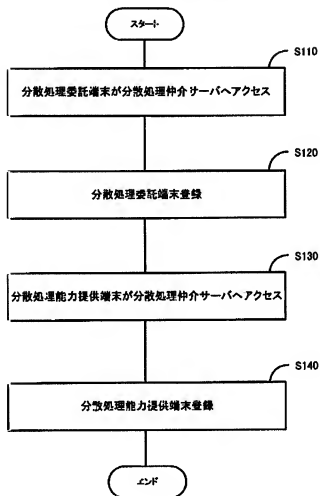 スタート
S110
分散処理委託端末が分散処理仲介サーバへアクセス
S120
分散処理委託端末登録
S130
分散処理能力提供端末が分散処理仲介サーバへアクセス
S140
分散処理能力提供端末登録
エンド